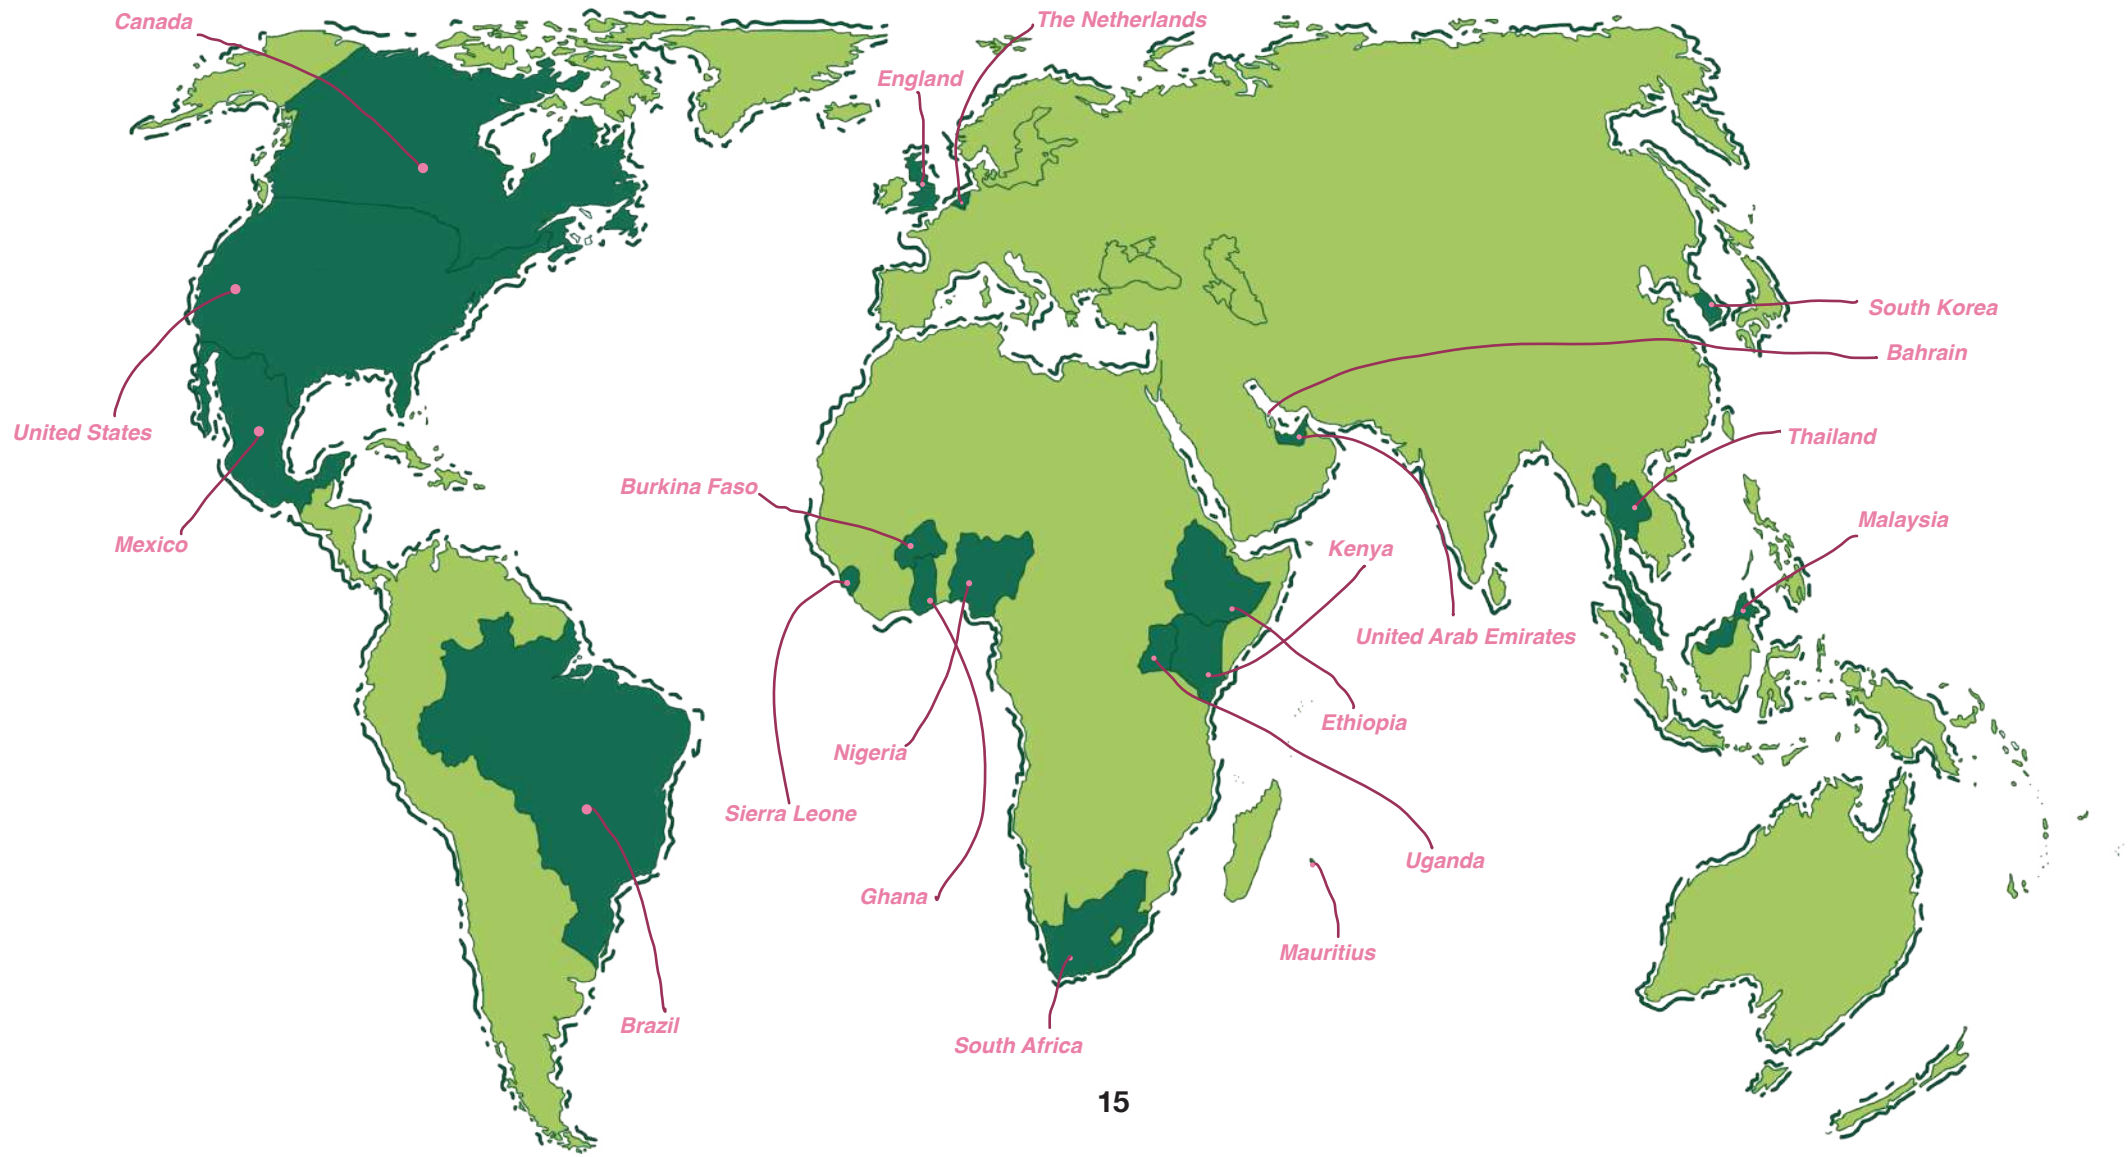 Canada
The Netherlands
England
South Korea
Bahrain
United States
Thailand
Burkina Faso
Malaysia
Mexico
Kenya
United Arab Emirates
Ethiopia
Nigeria
Sierra Leone
Uganda
Ghana
Mauritius
Brazil
South Africa
15